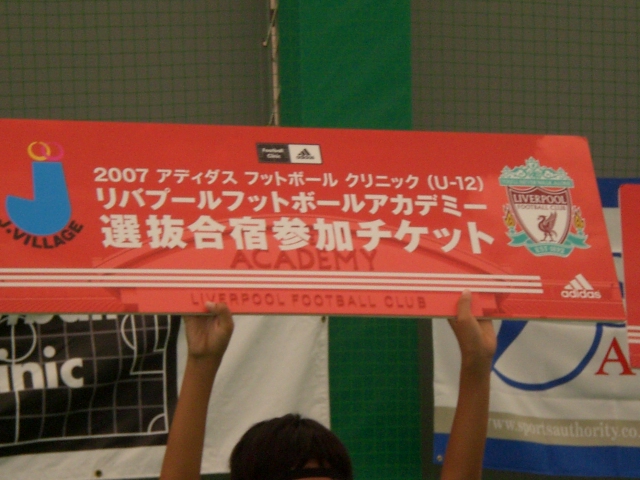 Football
Clinic
adidas
2007 アディダス フットボール クリニック (U-12)
リバプールフットボールアカデミー
選抜合宿参加チケット
J.VILLAGE
LIVERPOOL
FOOTBALL CLUB
EST·1892
ACADEMY
LIVERPOOL FOOTBALL CLUB
adidas
inic
A
www.sportsauthority.co